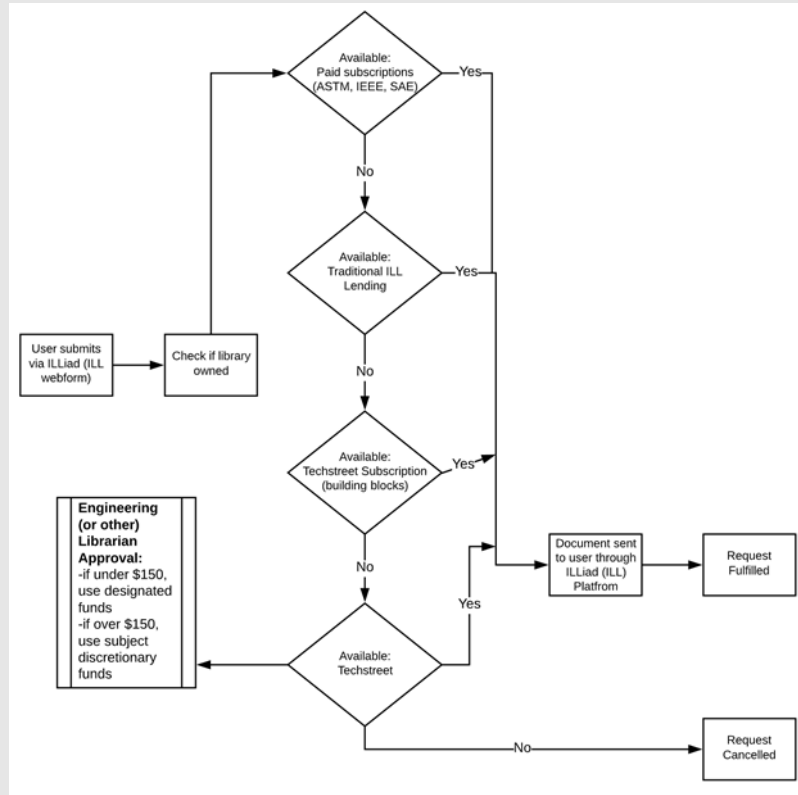 Available:
Paid subscriptions
(ASTM, IEEE, SAE)
Yes
No
Available:
Traditional ILL
Lending
Yes
User submits
via ILLiad (ILL
webform)
Check if library
owned
No
Available:
Techstreet Subscription
(building blocks)
Yes
Engineering
(or other)
Librarian
Approval:
-if under $150,
use designated
funds
-if over $150,
use subject
discretionary
funds
No
Document sent
to user through
ILLiad (ILL)
Platfrom
Request
Fulfilled
Yes
Available:
Techstreet
No
Request
Cancelled